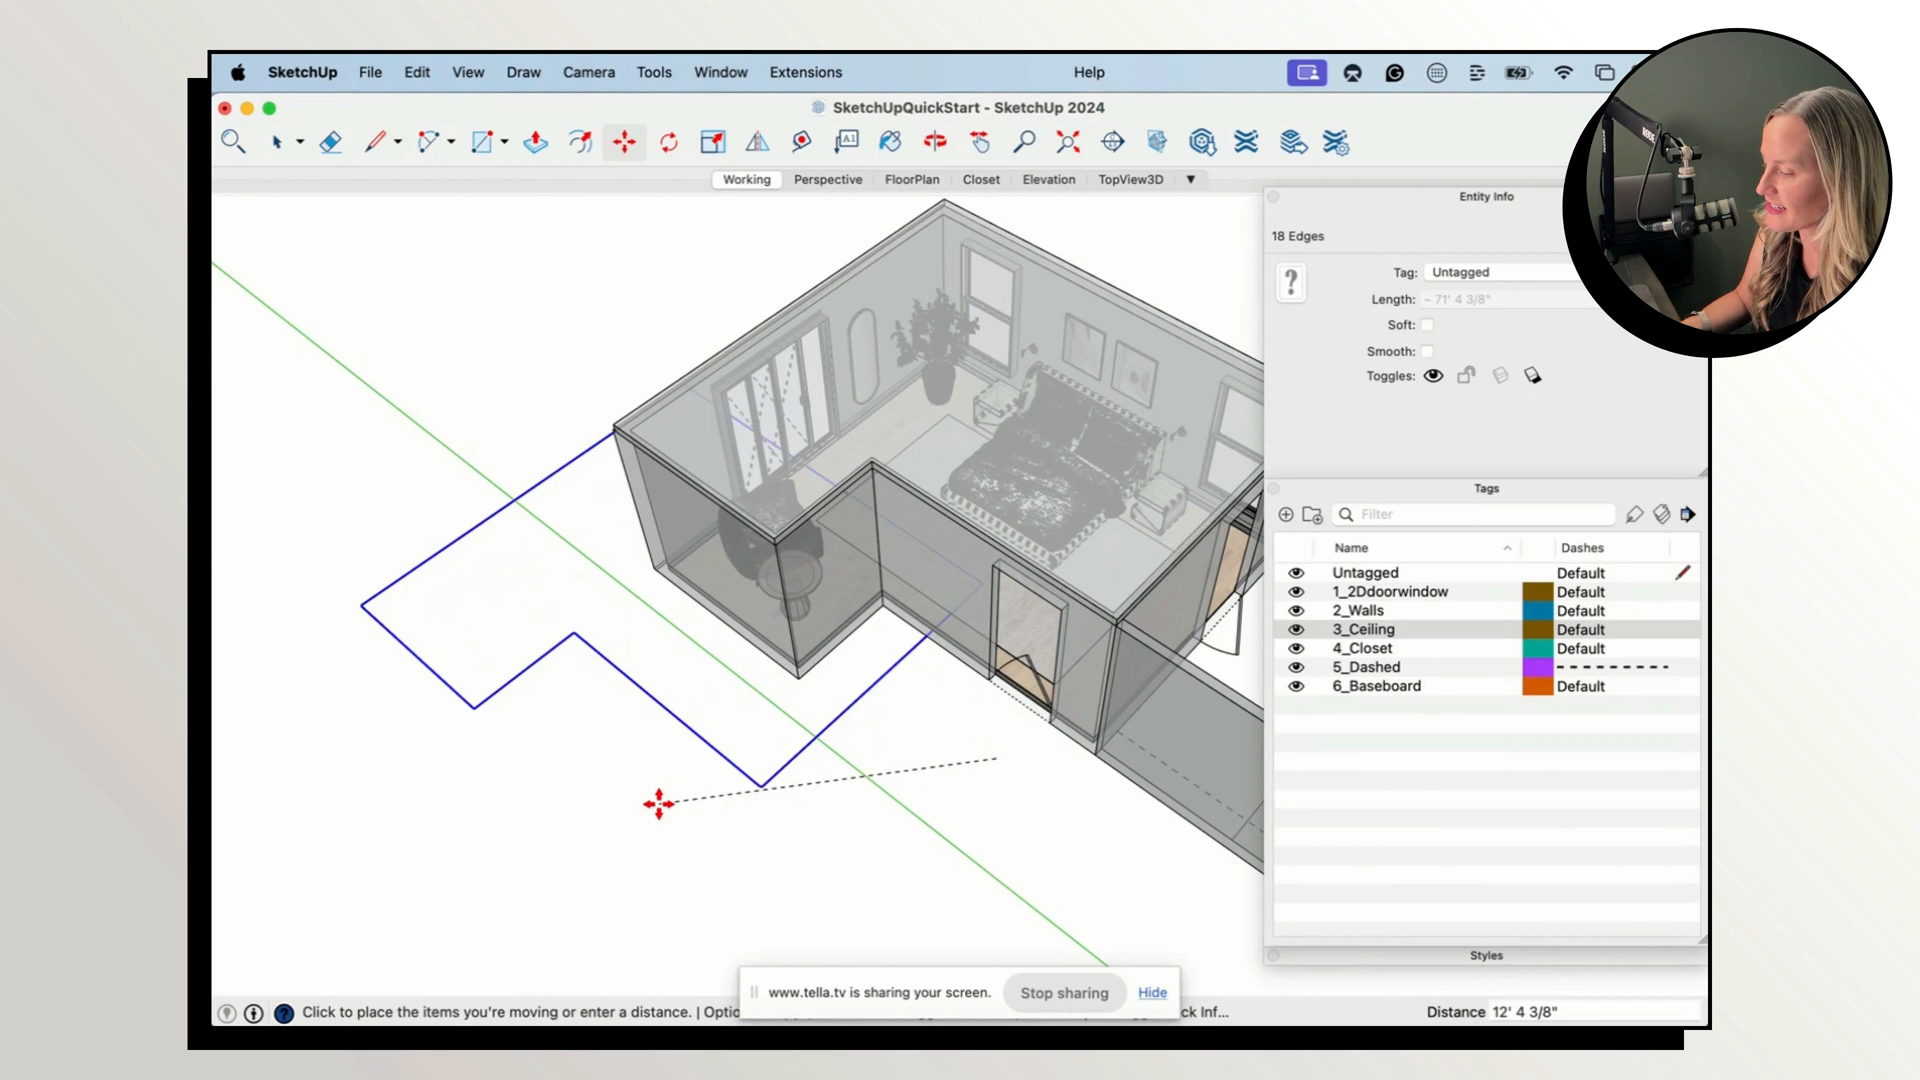 SketchUp File Edit View Draw Camera Tools Window Extensions Help
SketchUpQuickStart - SketchUp 2024
AI
Working Perspective FloorPlan Closet Elevation TopView3D
Entity Info
18 Edges
Tag: Untagged
Length: ~ 71' 4 3/8"
Soft:
Smooth:
Toggles:
Tags
Filter
Name Dashes
Untagged Default
1_2Ddoorwindow Default
2_Walls Default
3_Ceiling Default
4_Closet Default
5_Dashed
6_Baseboard Default
Styles
www.tella.tv is sharing your screen. Stop sharing Hide
Click to place the items you're moving or enter a distance. | Optio
ck Inf...
Distance 12' 4 3/8"